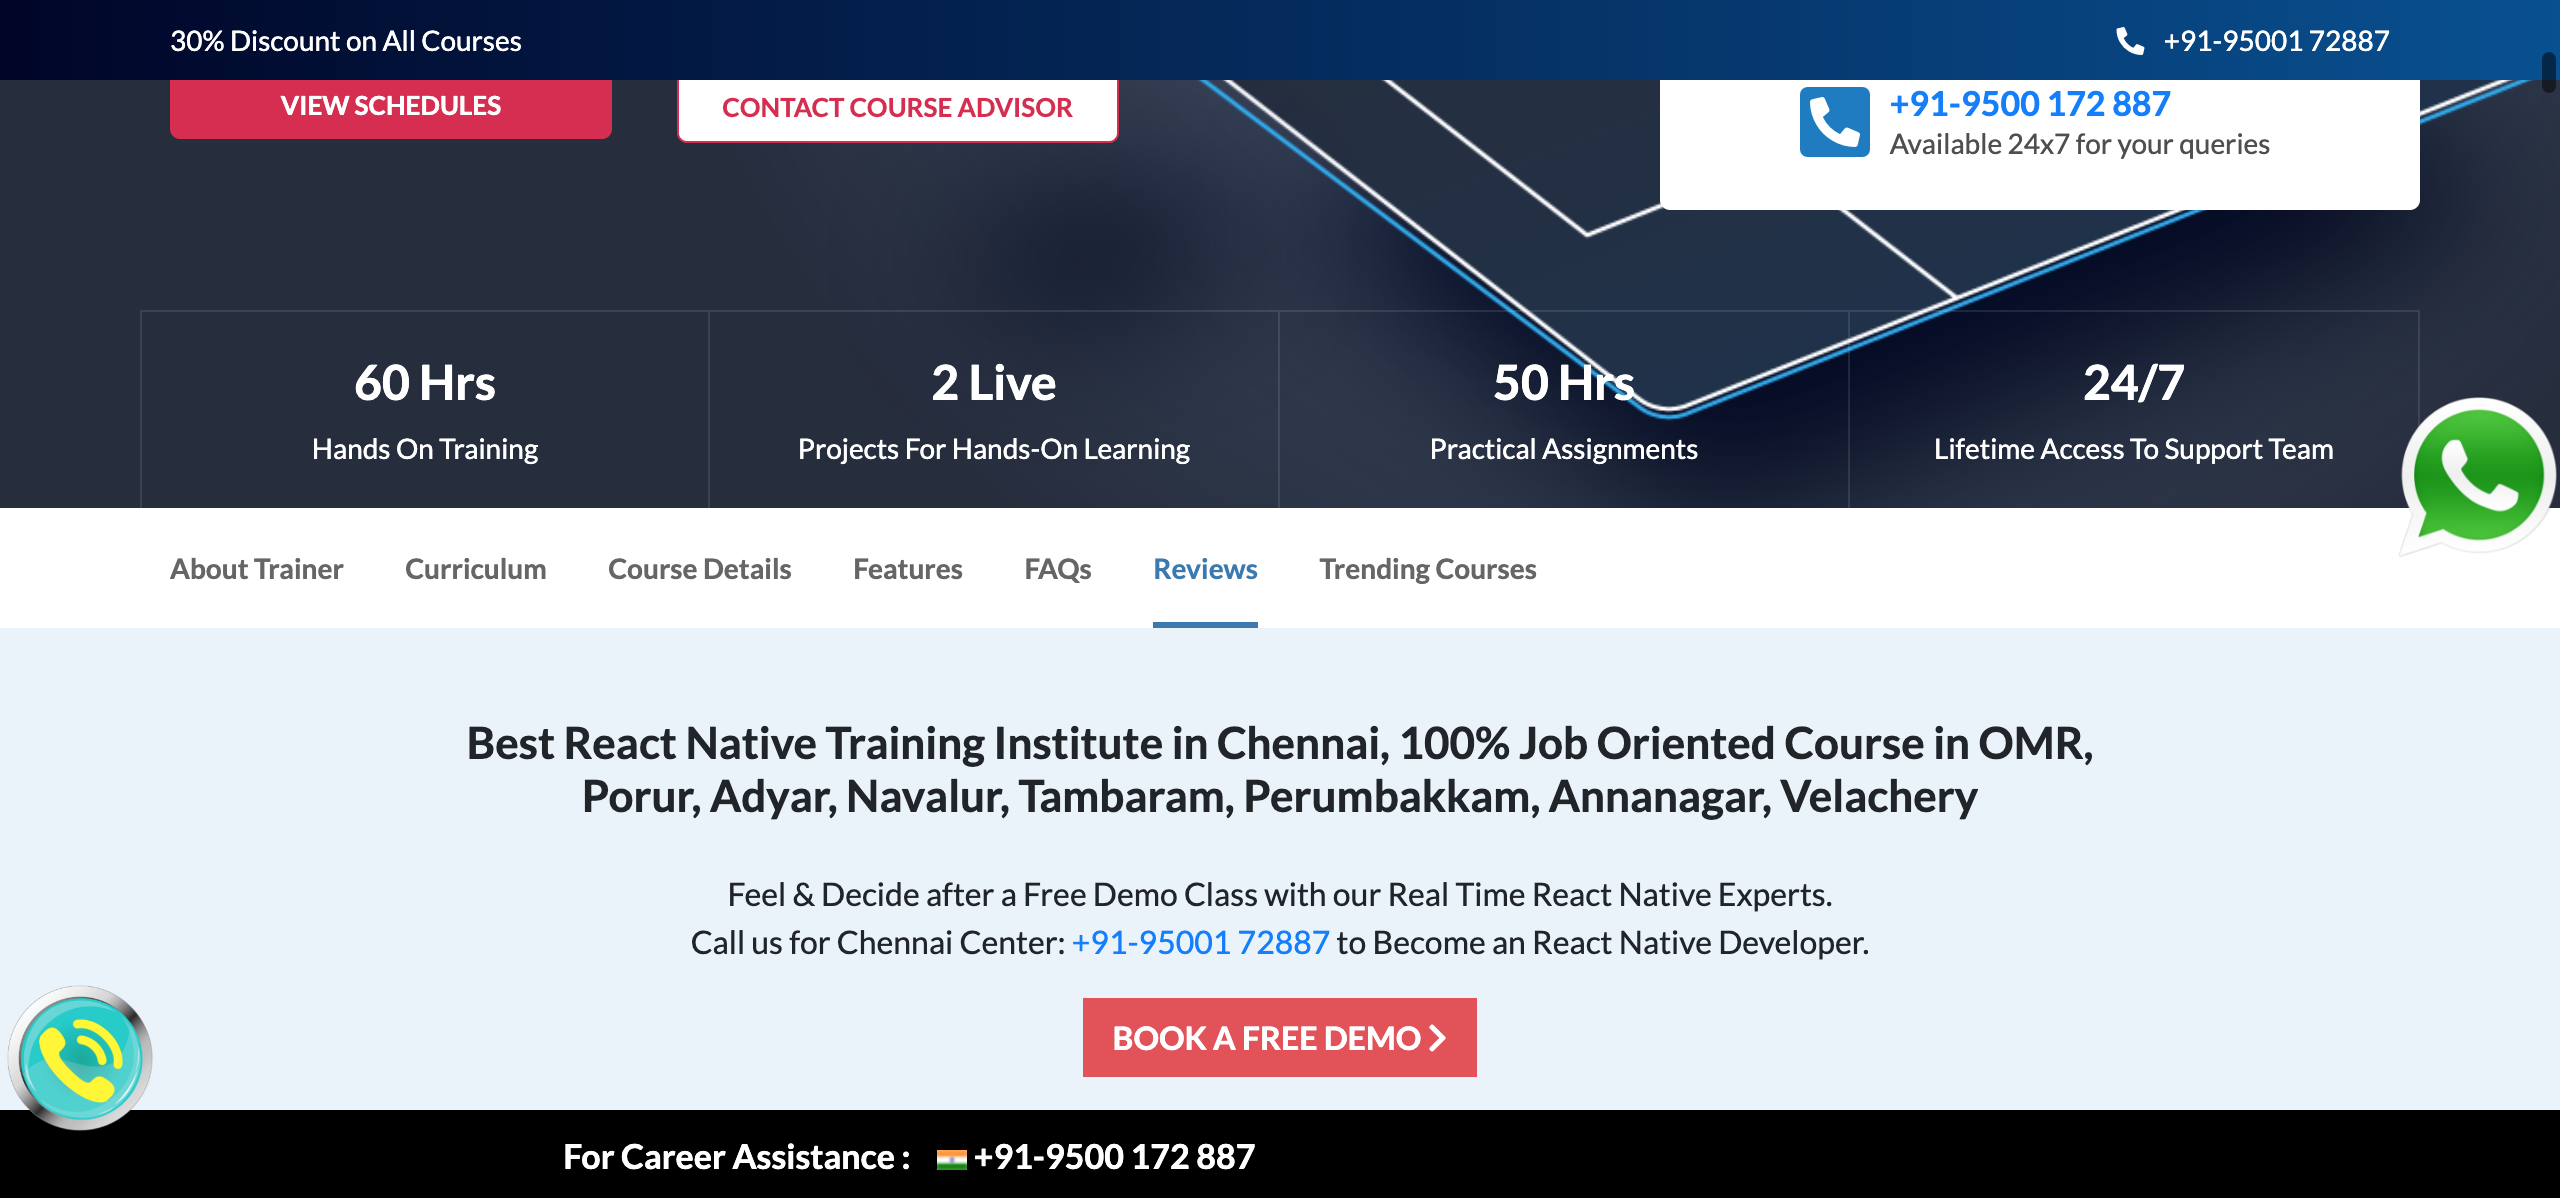 30% Discount on All Courses
+91-95001 72887
VIEW SCHEDULES
CONTACT COURSE ADVISOR
+91-9500 172 887
Available 24x7 for your queries
60 Hrs
Hands On Training
2 Live
Projects For Hands-On Learning
50 Hrs
Practical Assignments
24/7
Lifetime Access To Support Team
About Trainer
Curriculum
Course Details
Features
FAQs
Reviews
Trending Courses
Best React Native Training Institute in Chennai, 100% Job Oriented Course in OMR,
Porur, Adyar, Navalur, Tambaram, Perumbakkam, Annanagar, Velachery
Feel & Decide after a Free Demo Class with our Real Time React Native Experts.
Call us for Chennai Center: +91-95001 72887 to Become an React Native Developer.
BOOK A FREE DEMO
For Career Assistance : +91-9500 172 887